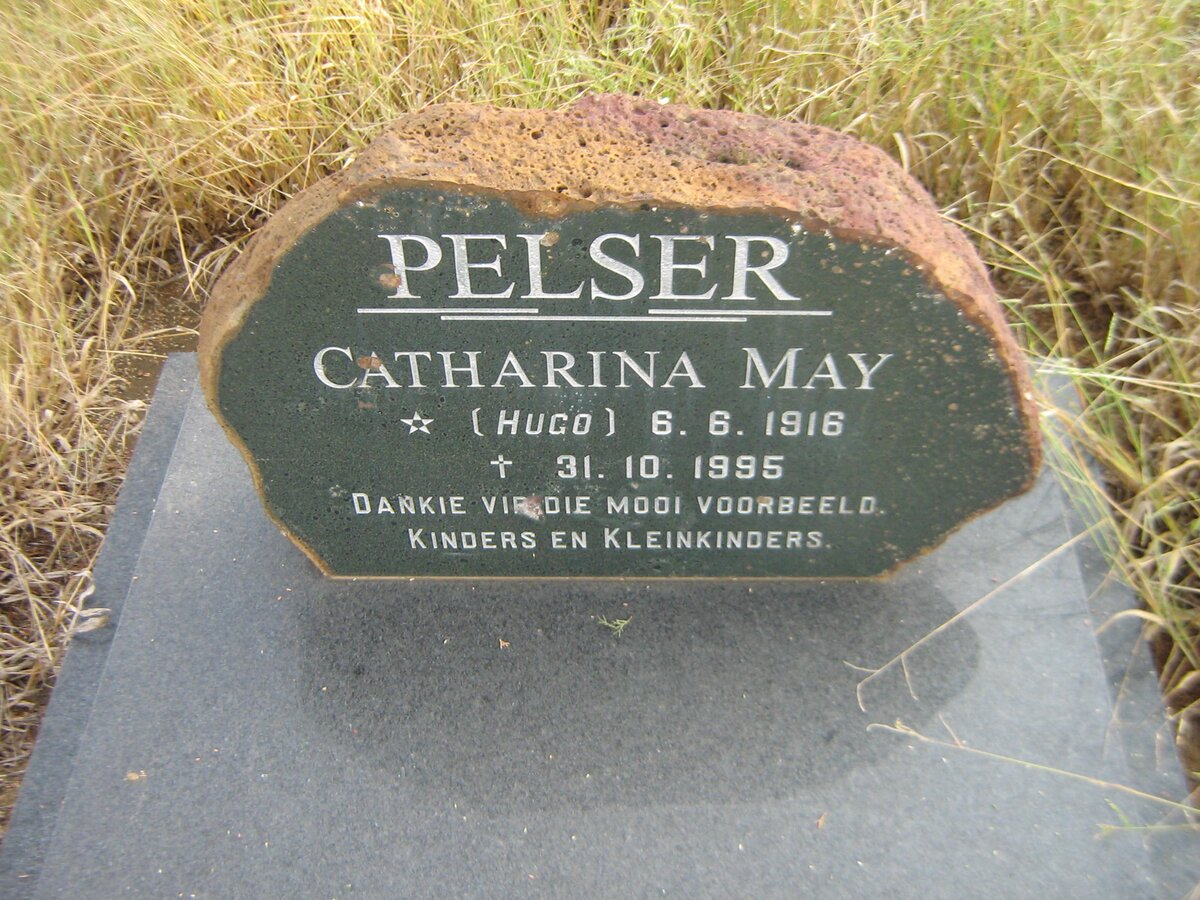 PELSER
CATHARINA MAY
☆ (HUGO) 6. 6. 1916
† 31. 10. 1995
DANKIE VIR DIE MOOI VOORBEELD.
KINDERS EN KLEINKINDERS.